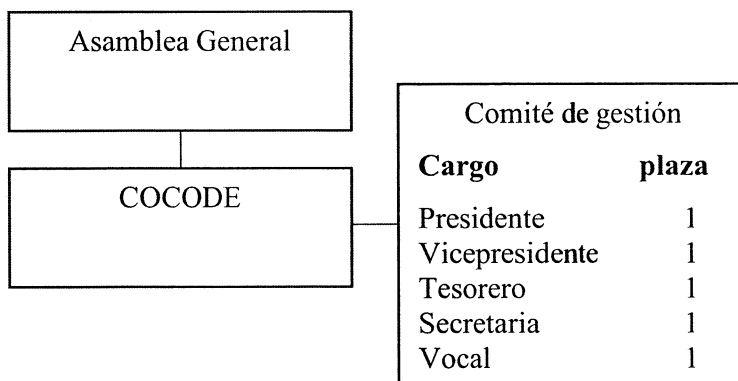 Asamblea General
COCODE
Comité de gestión
Cargo plaza
Presidente 1
Vicepresidente 1
Tesorero 1
Secretaria 1
Vocal 1